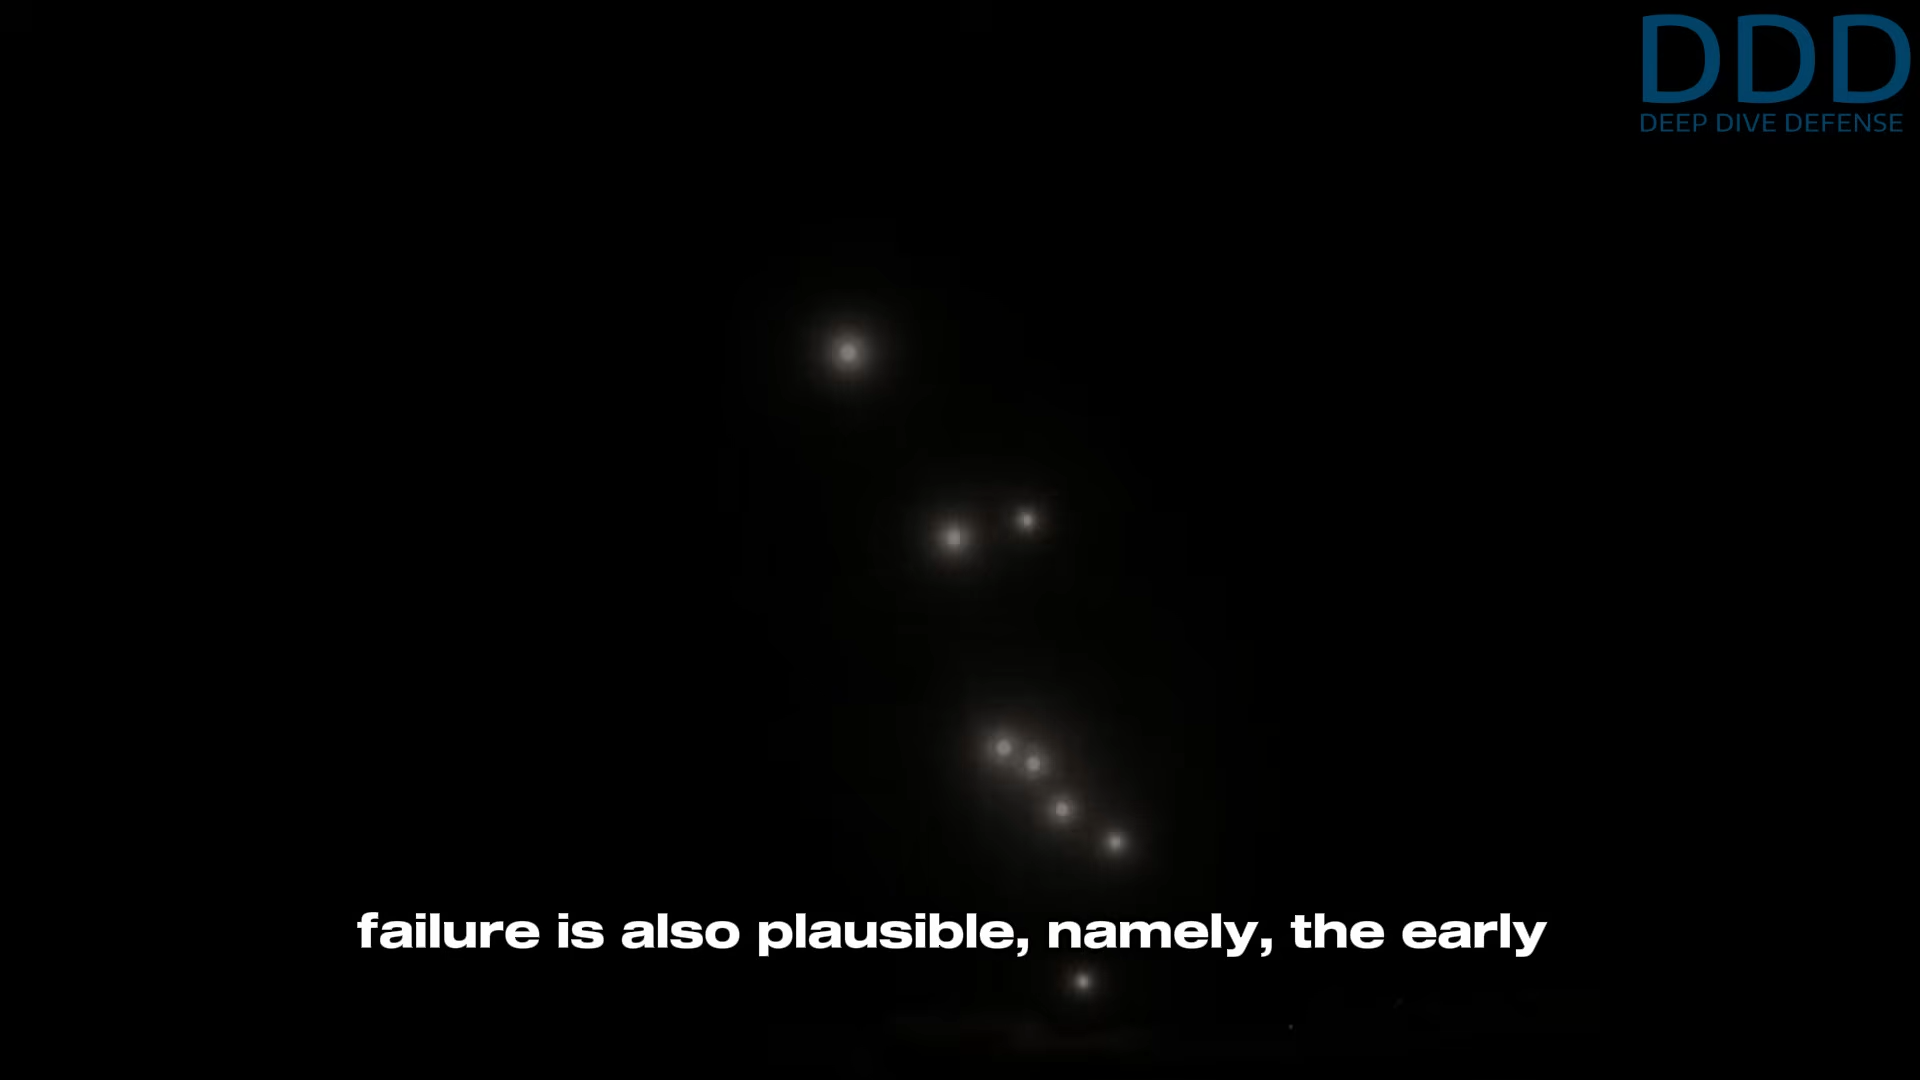 DDD
DEEP DIVE DEFENSE
failure is also plausible, namely, the early